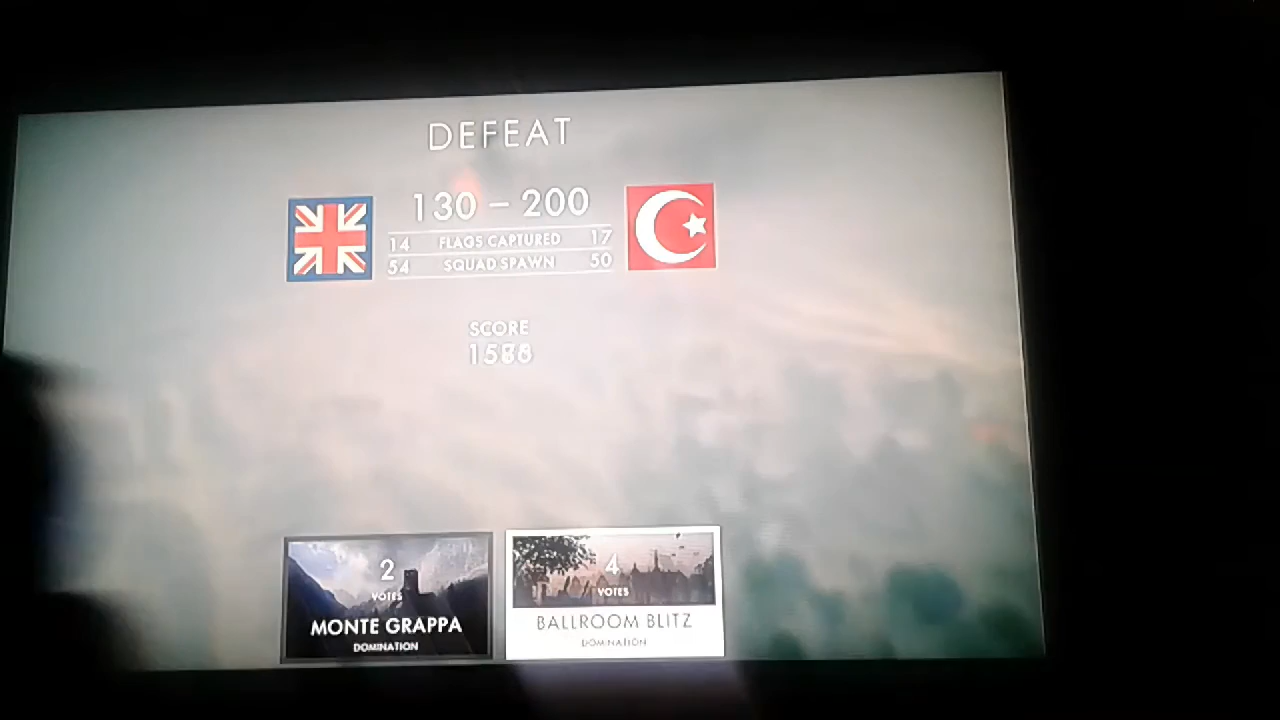 DEFEAT
130 – 200
14 FLAGS CAPTURED 17
54 SQUAD SPAWN 50
SCORE
2 4
VOTES VOTES
MONTE GRAPPA BALLROOM BLITZ
DOMINATION DOMINATION